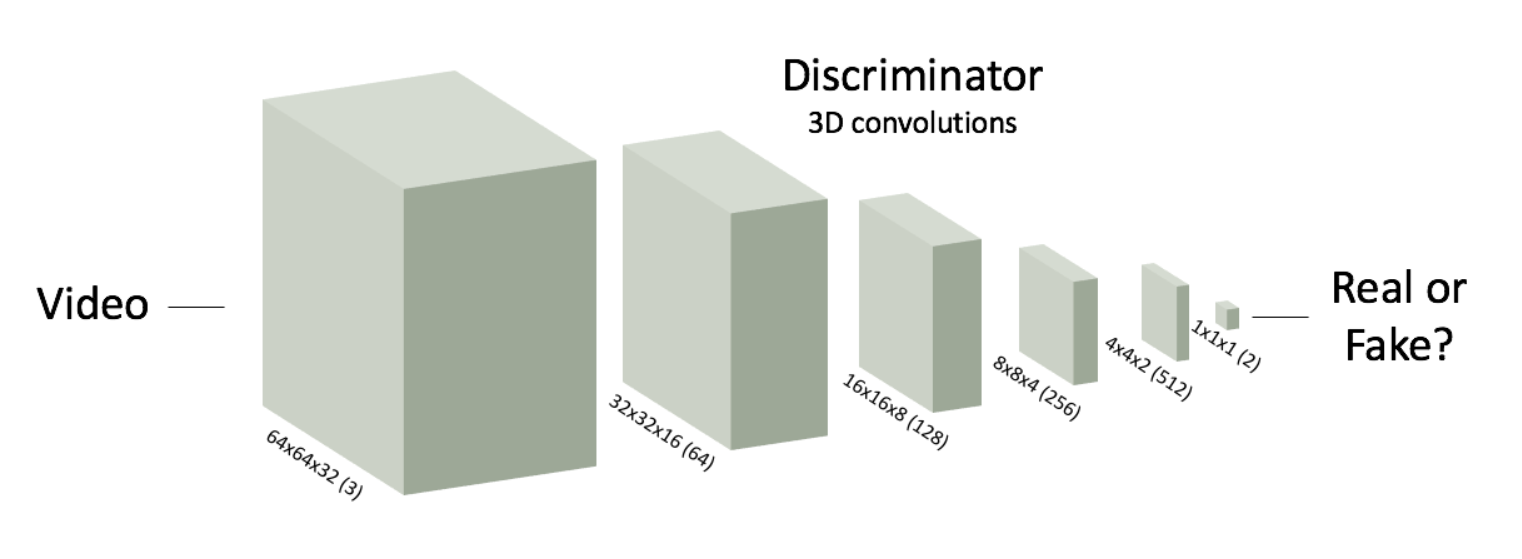 Discriminator
3D convolutions
Video
64x64x32 (3)
32x32x16 (64)
16x16x8 (128)
8x8x4 (256)
4x4x2 (512)
1x1x1 (2)
Real or
Fake?